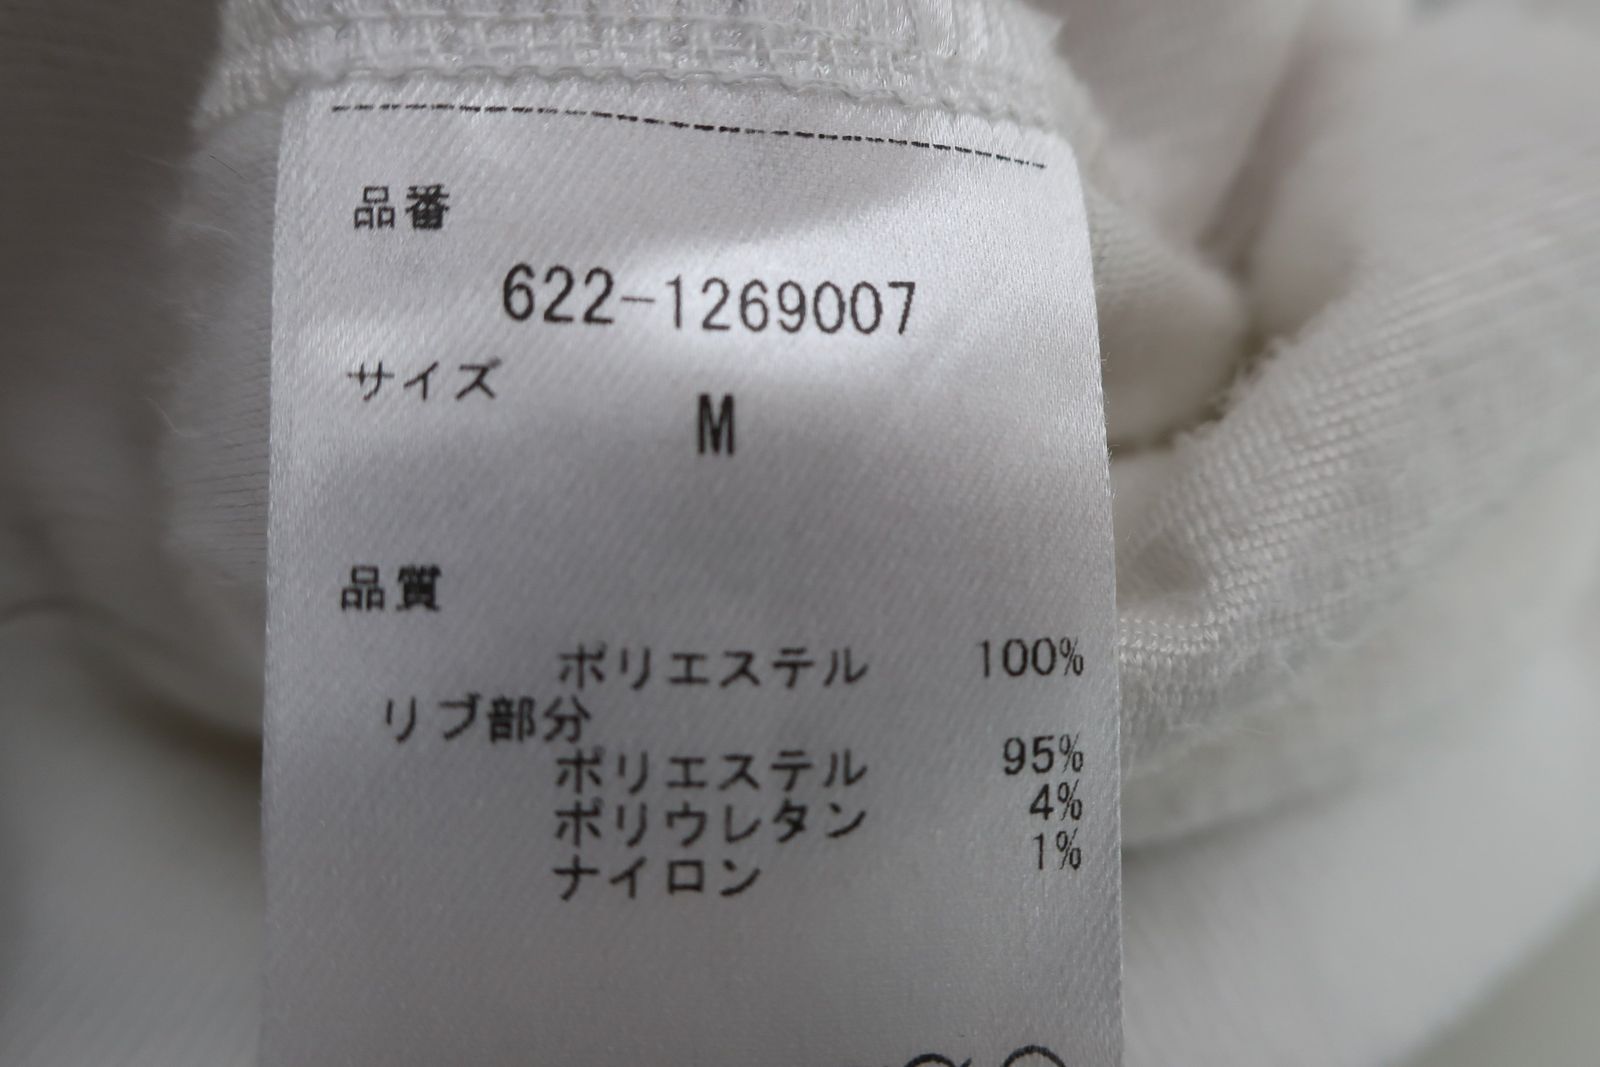 品番
622-1269007
サイズ
M
品質
ポリエステル 100%
リブ部分
ポリエステル 95%
ポリウレタン 4%
ナイロン 1%